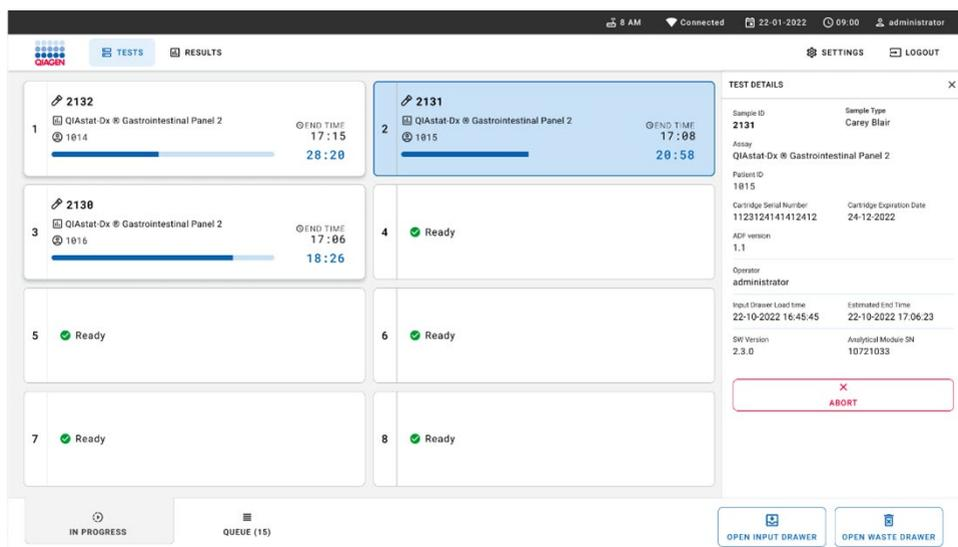 8 AM Connected 22-01-2022 09:00 administrator
QIAGEN TESTS RESULTS SETTINGS LOGOUT
1
2132
QIAstat-Dx ® Gastrointestinal Panel 2
1014
END TIME
17:15
28:20
2
2131
QIAstat-Dx ® Gastrointestinal Panel 2
1015
END TIME
17:08
20:58
3
2130
QIAstat-Dx ® Gastrointestinal Panel 2
1016
END TIME
17:06
18:26
4 Ready
5 Ready
6 Ready
7 Ready
8 Ready
TEST DETAILS
Sample ID Sample Type
2131 Carey Blair
Assay
QIAstat-Dx ® Gastrointestinal Panel 2
Patient ID
1015
Cartridge Serial Number Cartridge Expiration Date
1123124141412412 24-12-2022
ADF version
1.1
Operator
administrator
Input Drawer Load time Estimated End Time
22-10-2022 16:45:45 22-10-2022 17:06:23
SW Version Analytical Module SN
2.3.0 10721033
ABORT
IN PROGRESS QUEUE (15)
OPEN INPUT DRAWER OPEN WASTE DRAWER